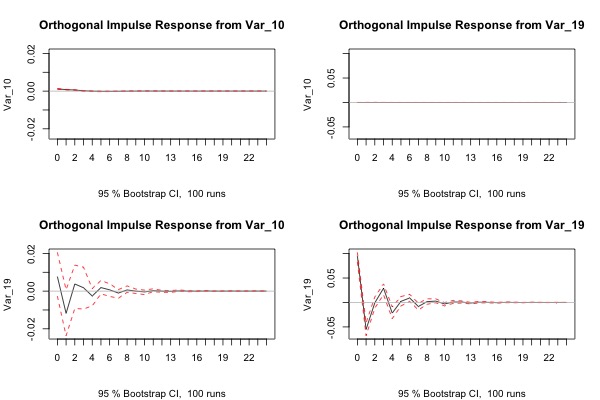 Orthogonal Impulse Response from Var_10
Var_10
0.02
0.00
-0.02
0 2 4 6 8 10 13 16 19 22
95 % Bootstrap CI, 100 runs
Orthogonal Impulse Response from Var_19
Var_10
0.05
-0.05
0 2 4 6 8 10 13 16 19 22
95 % Bootstrap CI, 100 runs
Orthogonal Impulse Response from Var_10
Var_19
0.02
0.00
-0.02
0 2 4 6 8 10 13 16 19 22
95 % Bootstrap CI, 100 runs
Orthogonal Impulse Response from Var_19
Var_19
0.05
-0.05
0 2 4 6 8 10 13 16 19 22
95 % Bootstrap CI, 100 runs